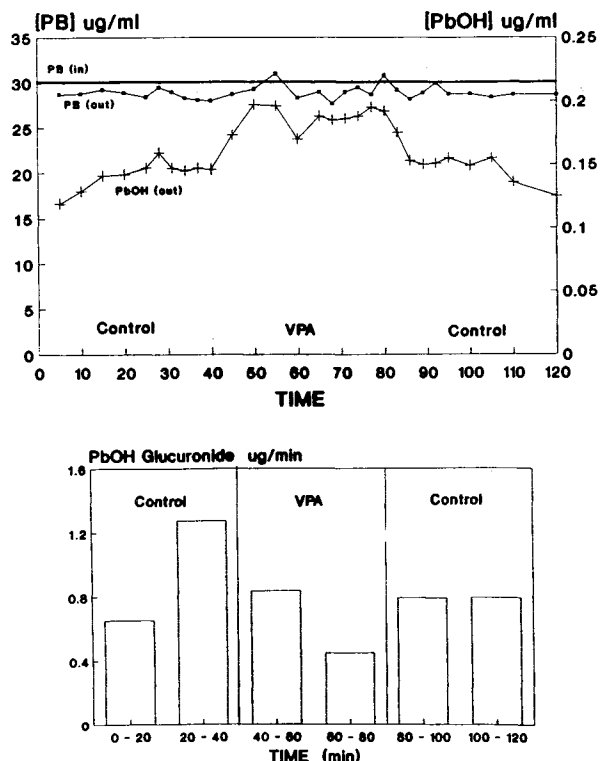 [PB] ug/ml [PbOH] ug/ml
35 0.25
PB (in)
30
PB (out) 0.2
25
PbOH (out) 0.15
20
15 0.1
10
0.05
5
Control VPA Control
0 0
0 10 20 30 40 50 60 70 80 90 100 110 120
TIME
PbOH Glucuronide ug/min
1.6
Control VPA Control
1.2
0.8
0.4
0
0 - 20 20 - 40 40 - 60 60 - 80 80 - 100 100 - 120
TIME (min)